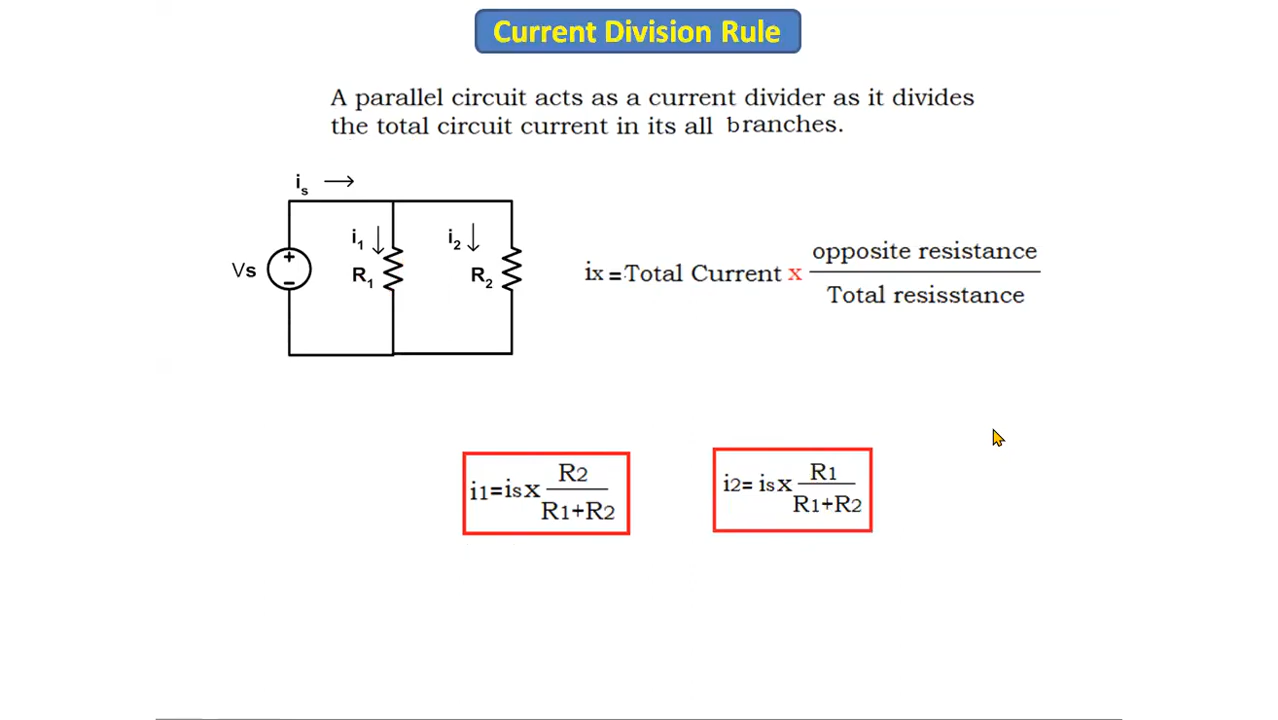 Current Division Rule
A parallel circuit acts as a current divider as it divides
the total circuit current in its all branches.
is →
i1 ↓ i2 ↓
Vs + − R1 R2
ix = Total Current x opposite resistance / Total resisstance
i1=is x R2 / R1+R2
i2= is x R1 / R1+R2